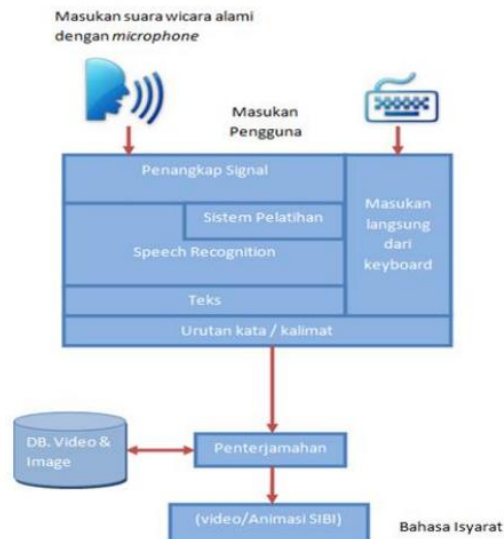 Masukan suara wicara alami
dengan microphone
Masukan
Pengguna
Penangkap Signal
Sistem Pelatihan
Speech Recognition
Teks
Masukan
langsung
dari
keyboard
Urutan kata / kalimat
DB. Video &
Image
Penterjamahan
(video/Animasi SIBI)
Bahasa Isyarat